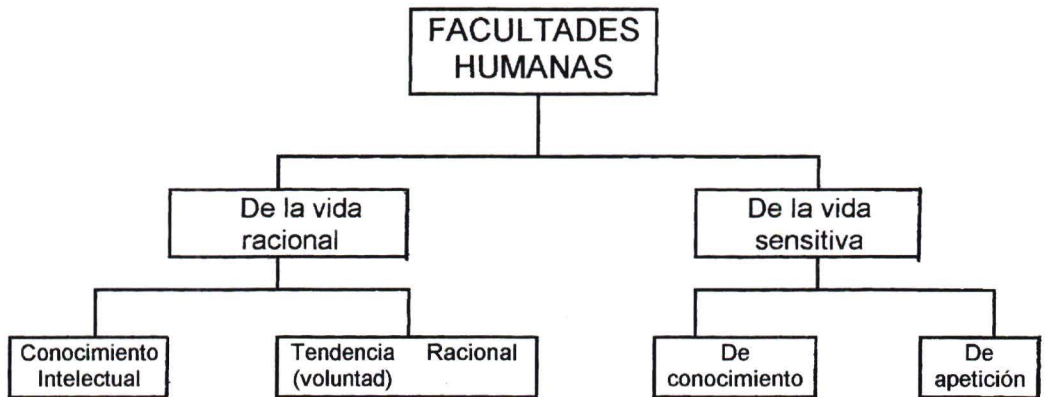 FACULTADES
HUMANAS
De la vida
racional
De la vida
sensitiva
Conocimiento
Intelectual
Tendencia Racional
(voluntad)
De
conocimiento
De
apetición